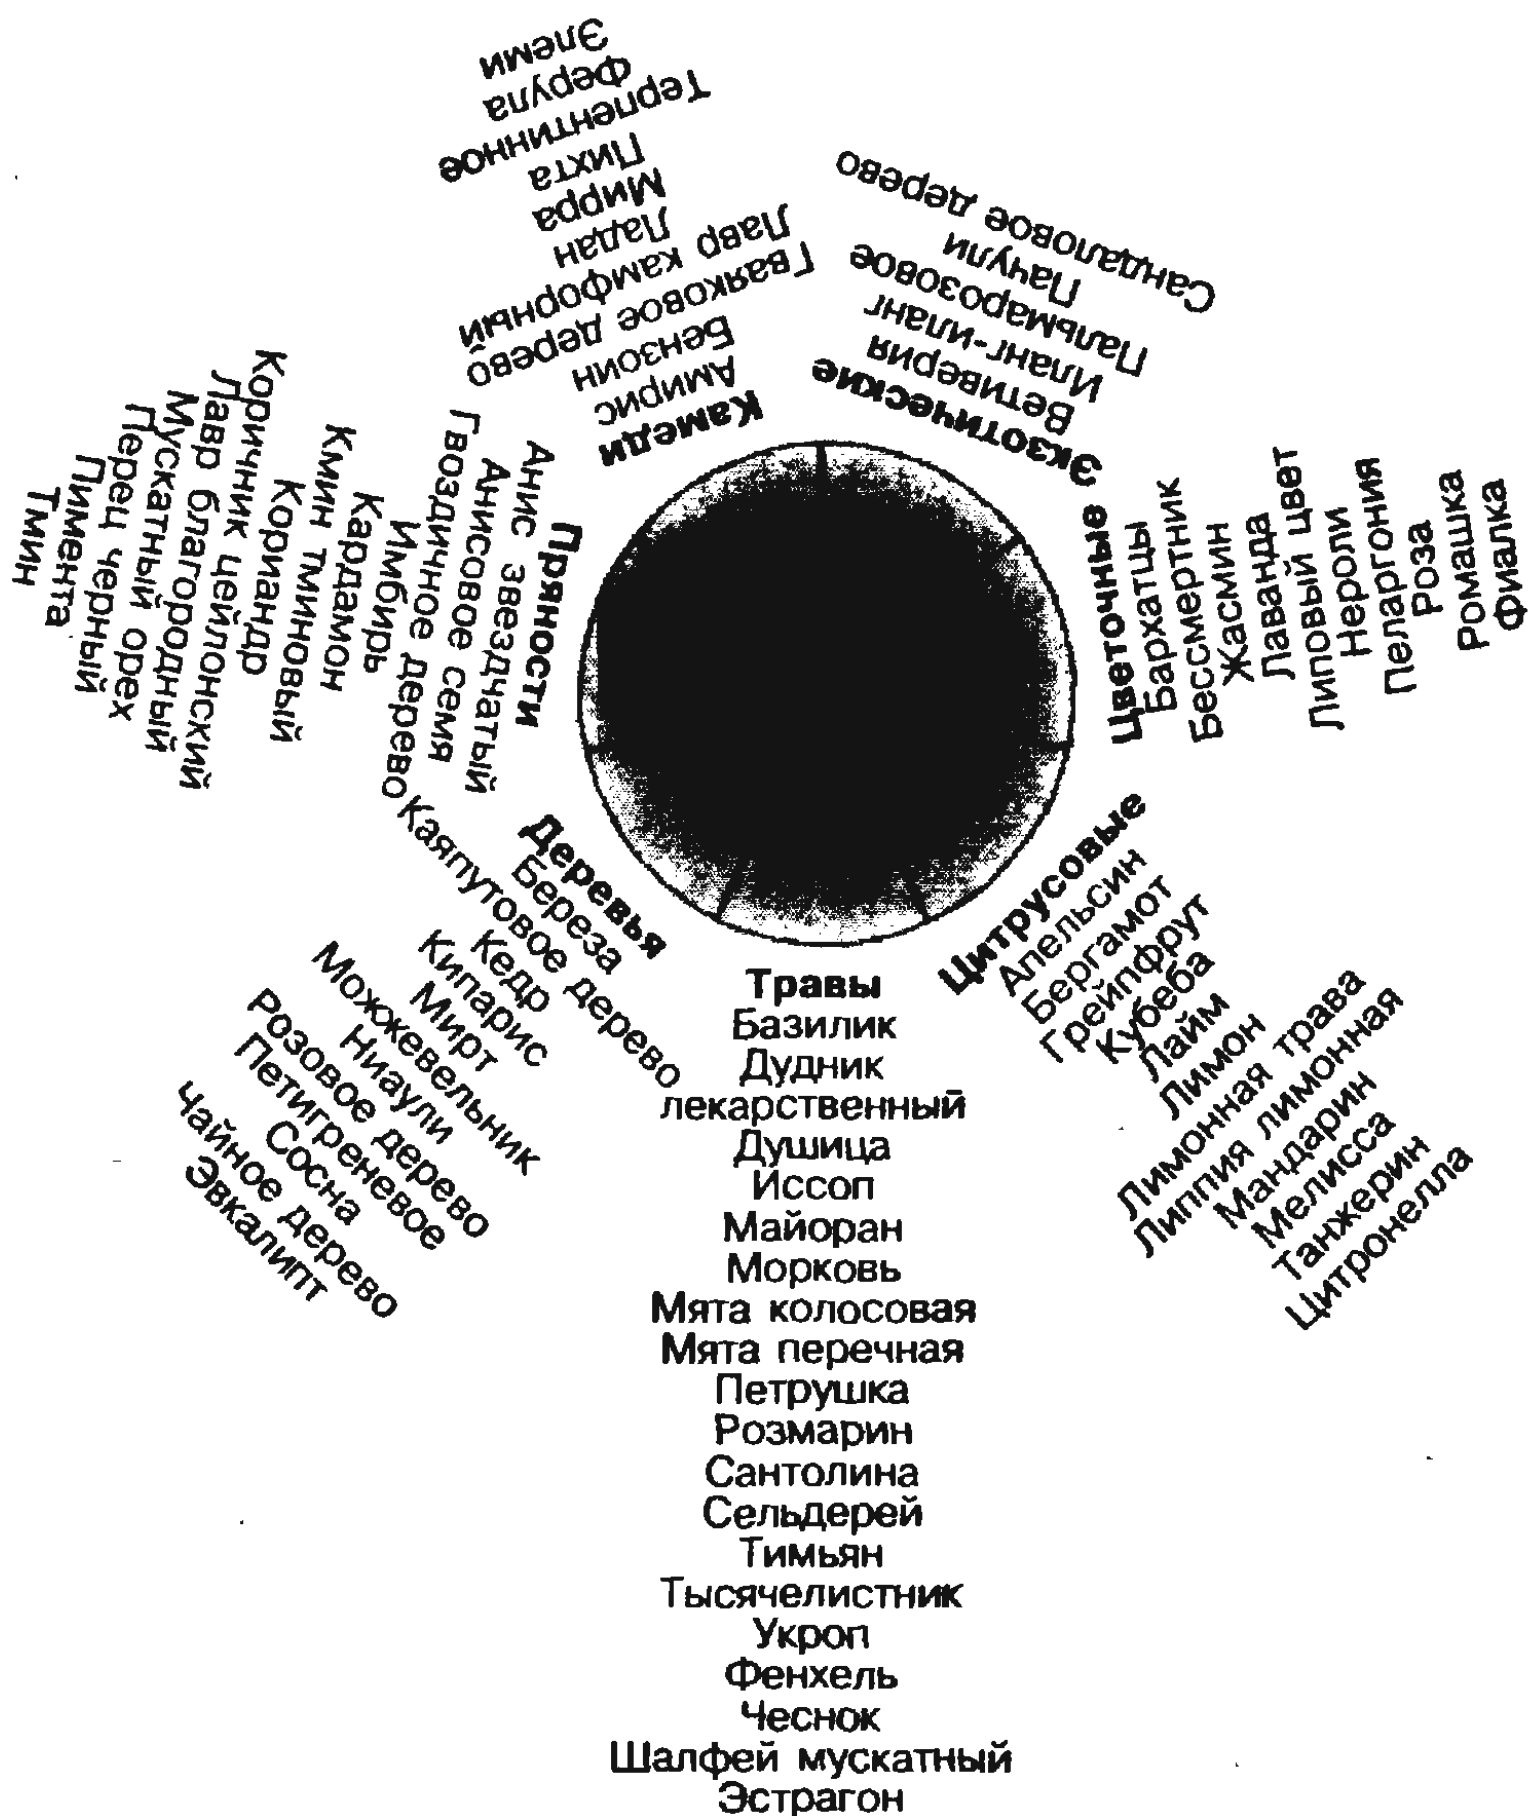 Травы
Базилик
Дудник
лекарственный
Душица
Иссоп
Майоран
Морковь
Мята колосовая
Мята перечная
Петрушка
Розмарин
Сантолина
Сельдерей
Тимьян
Тысячелистник
Укроп
Фенхель
Чеснок
Шалфей мускатный
Эстрагон
Деревья
Береза
Каяпутовое дерево
Кедр
Кипарис
Мирт
Можжевельник
Ниаули
Розовое дерево
Петигреневое
Сосна
Чайное дерево
Эвкалипт
Пряности
Анис звездчатый
Анисовое семя
Гвоздичное дерево
Имбирь
Кардамон
Кмин тминовый
Кориандр
Коричник цейлонский
Лавр благородный
Мускатный орех
Перец черный
Пимента
Тмин
Камеди
Амирис
Бензоин
Гваяковое дерево
Лавр камфорный
Ладан
Мирра
Пихта
Терпентинное
Ферула
Элеми
Экзотические
Ветиверия
Иланг-иланг
Пальмарозовое
Пачули
Сандаловое дерево
Цветочные
Бархатцы
Бессмертник
Жасмин
Лаванда
Липовый цвет
Нероли
Пеларгония
Роза
Ромашка
Фиалка
Цитрусовые
Апельсин
Бергамот
Грейпфрут
Кубеба
Лайм
Лимон
Лимонная трава
Липпия лимонная
Мандарин
Мелисса
Танжерин
Цитронелла